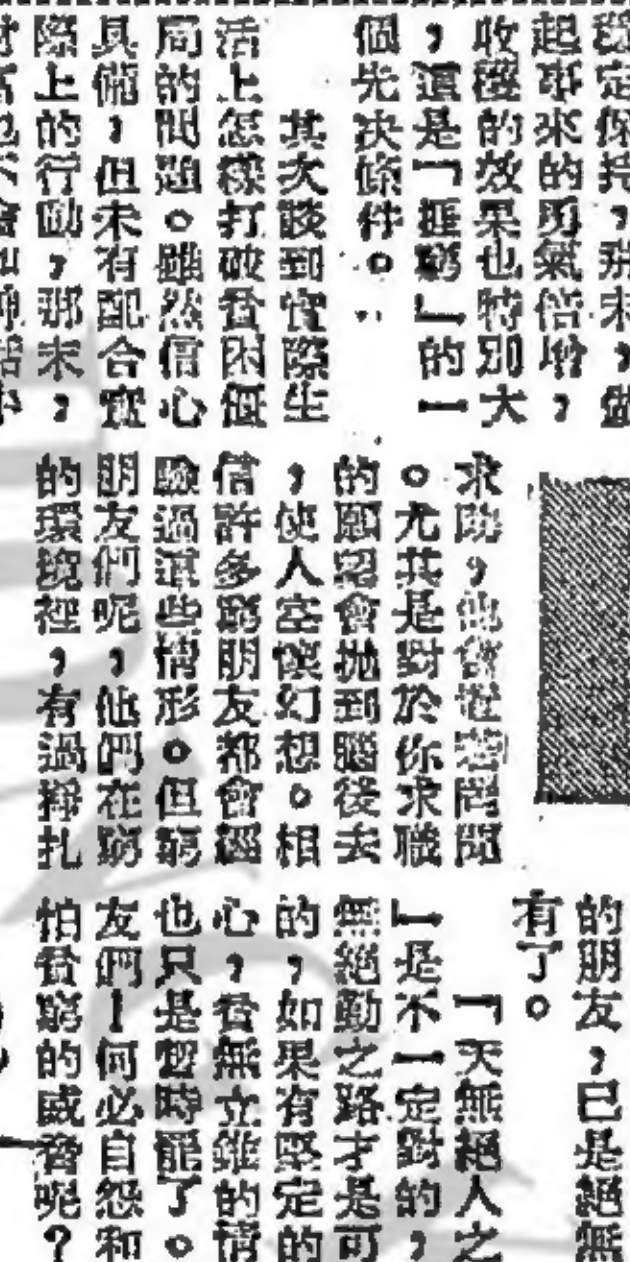 穩定保持,那末,做
起事來的勇氣倍增,
收穫的效果也特別大
,這是「捱窮」的一
個先決條件。
其次談到實際生
活上怎樣打破貧困僵
局的問題。雖然信心
具備,但未有配合實
際上的行動,那末,
求助,他會裝着
。尤其是對於你求職
的願望會抛到腦後去
,使人空懷幻想。相
信許多窮朋友都會經
驗過這些情形。但窮
朋友們呢,他們在窮
的環境裡,有過掙扎
的朋友,已是絕無
有了。
「天無絕人之
」是不一定對的,
無絕勤之路才是可
的,如果有堅定的
心,貧無立錐的情
也只是暫時罷了。
友們!何必自怨和
怕貧窮的威脅呢?